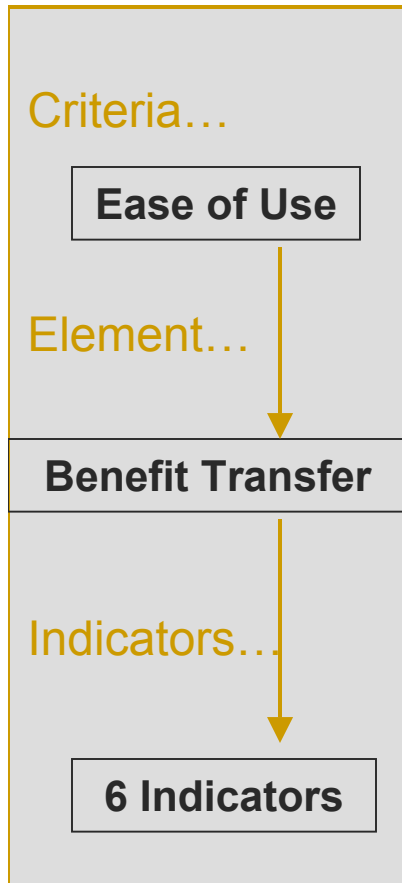 Criteria…
Ease of Use
Element…
Benefit Transfer
Indicators…
6 Indicators